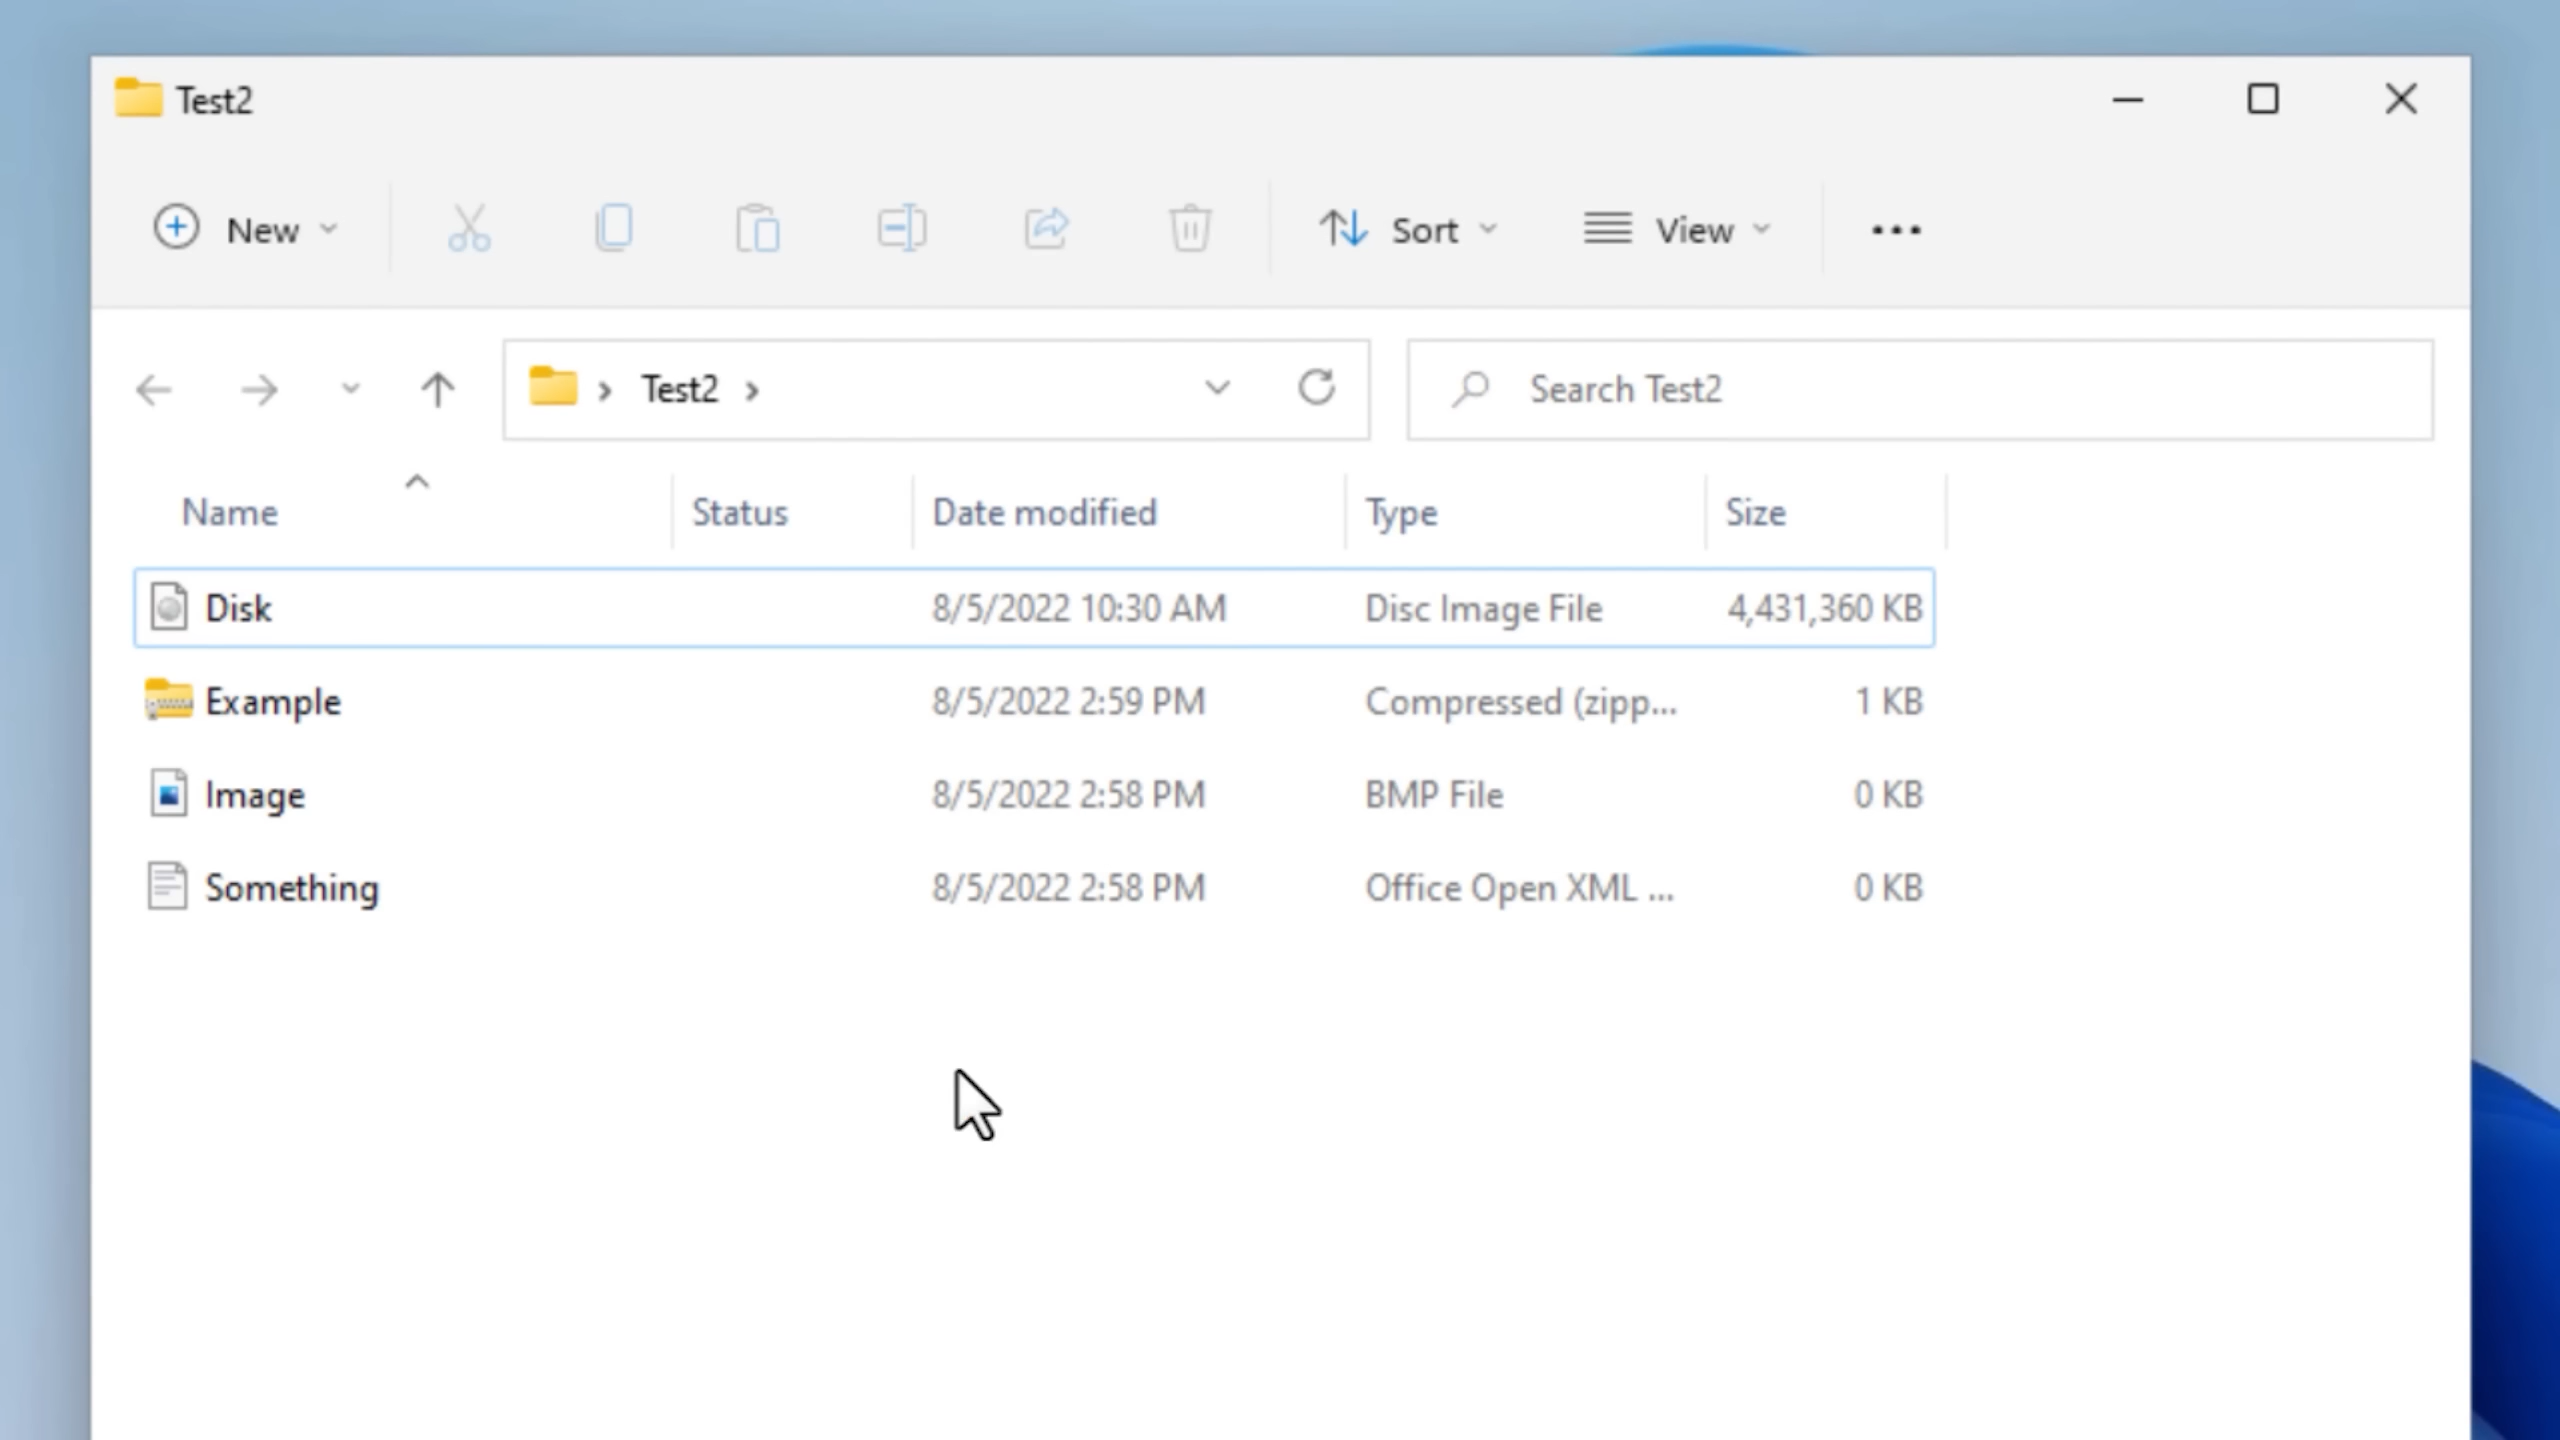 Test2
New Sort View
Test2 Search Test2
Name Status Date modified Type Size
Disk 8/5/2022 10:30 AM Disc Image File 4,431,360 KB
Example 8/5/2022 2:59 PM Compressed (zipp... 1 KB
Image 8/5/2022 2:58 PM BMP File 0 KB
Something 8/5/2022 2:58 PM Office Open XML ... 0 KB